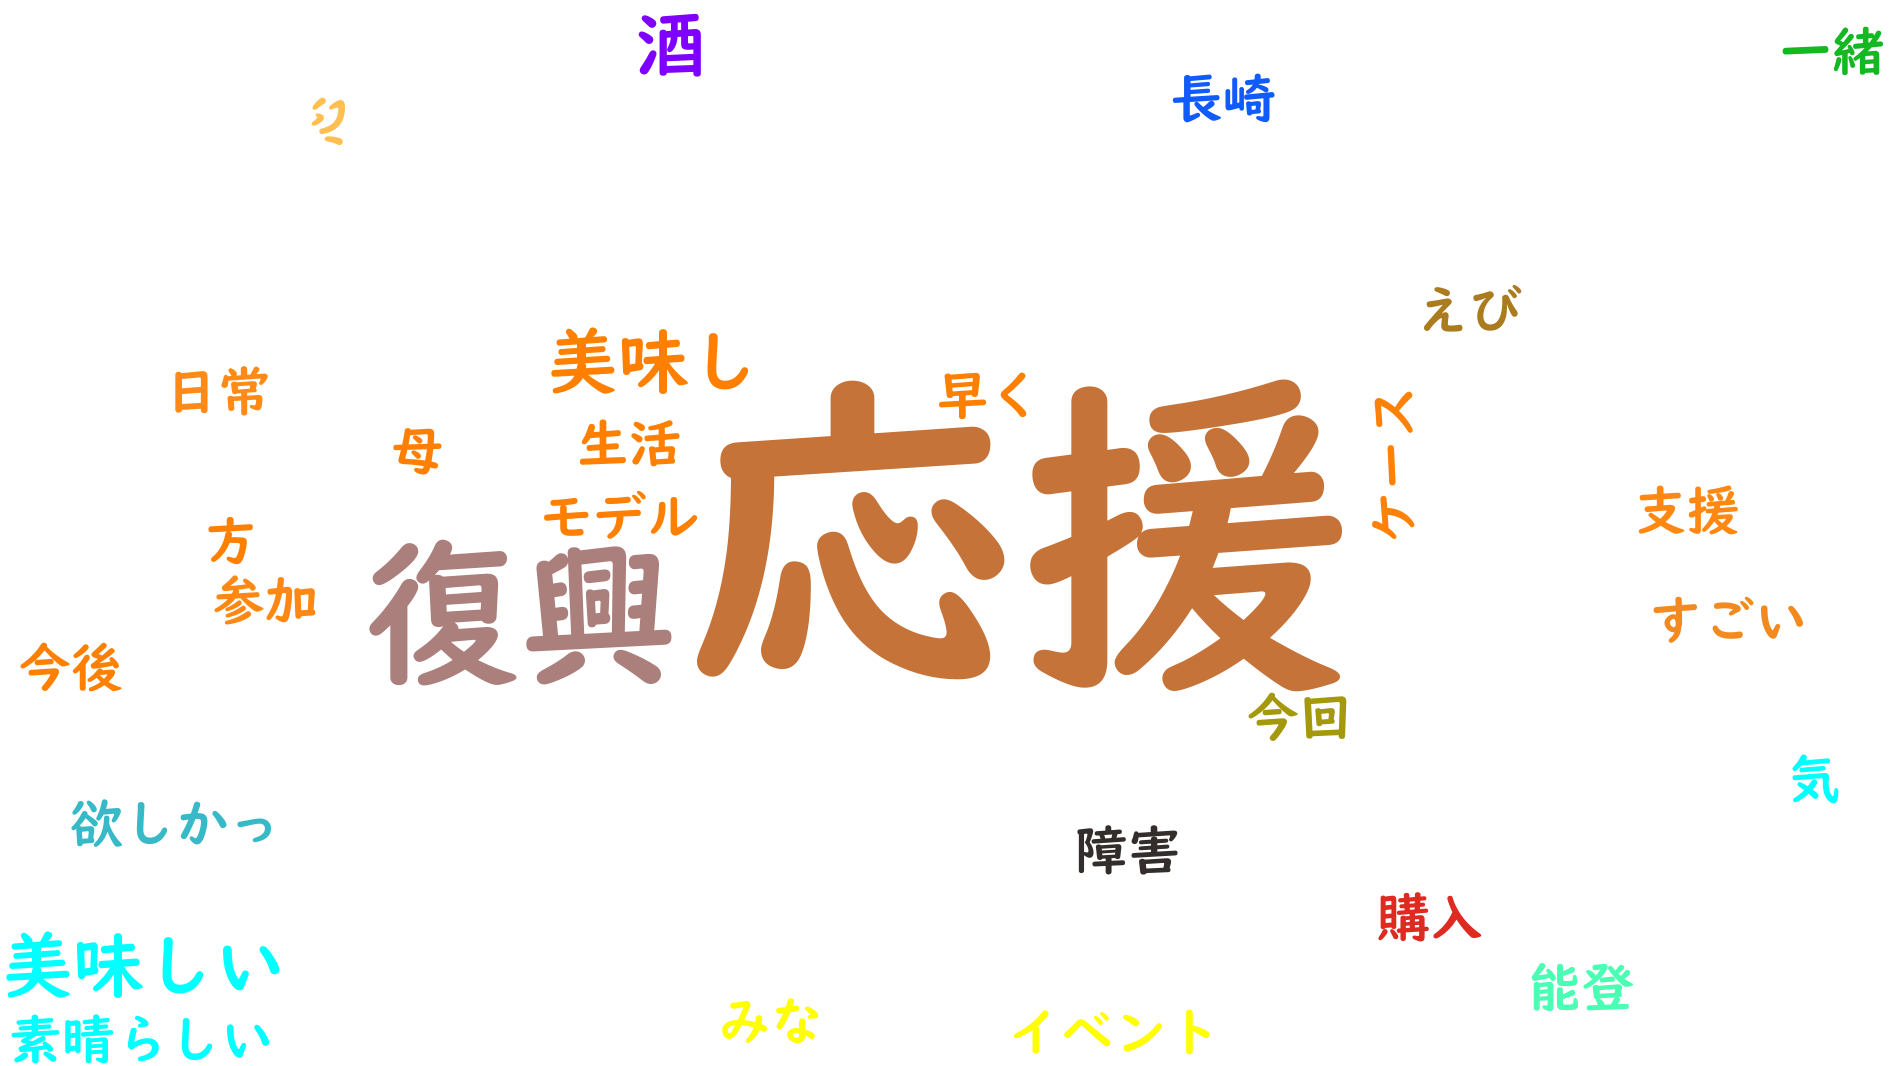 酒
一緒
長崎
えび
美味し
日常
早く
ケース
母
生活
モデル
支援
方
応援
復興
参加
すごい
今後
今回
気
欲しかっ
障害
購入
美味しい
能登
みな
イベント
素晴らしい